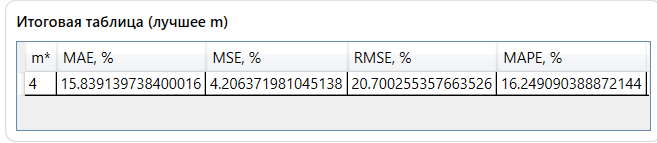 Итоговая таблица (лучшее m)
m* MAE, % MSE, % RMSE, % MAPE, %
4 15.839139738400016 4.206371981045138 20.700255357663526 16.249090388872144